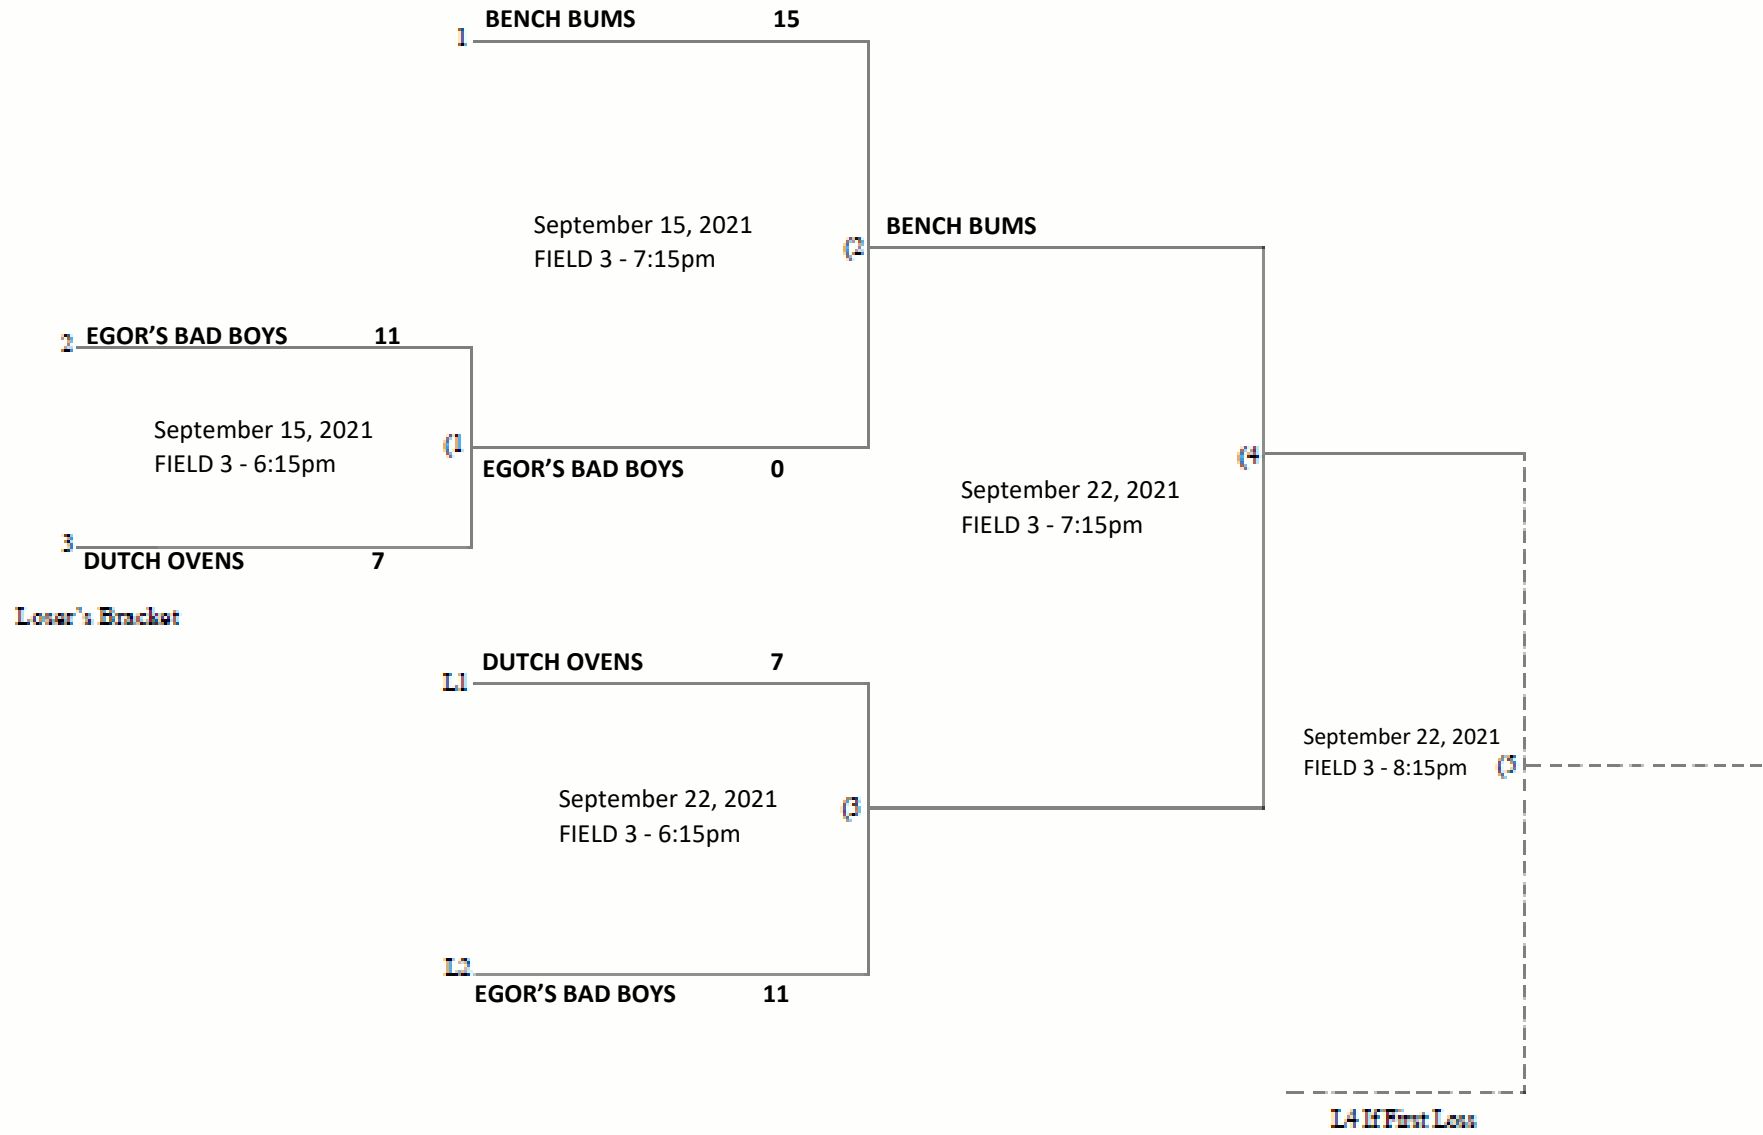 BENCH BUMS 15
1
September 15, 2021
FIELD 3 - 7:15pm
(2
BENCH BUMS
2
EGOR’S BAD BOYS 11
September 15, 2021
FIELD 3 - 6:15pm
(1
EGOR’S BAD BOYS 0
3
DUTCH OVENS 7
(4
September 22, 2021
FIELD 3 - 7:15pm
Loser's Bracket
DUTCH OVENS 7
L1
September 22, 2021
FIELD 3 - 6:15pm
(3
September 22, 2021
FIELD 3 - 8:15pm
(5
L2
EGOR’S BAD BOYS 11
L4 If First Loss